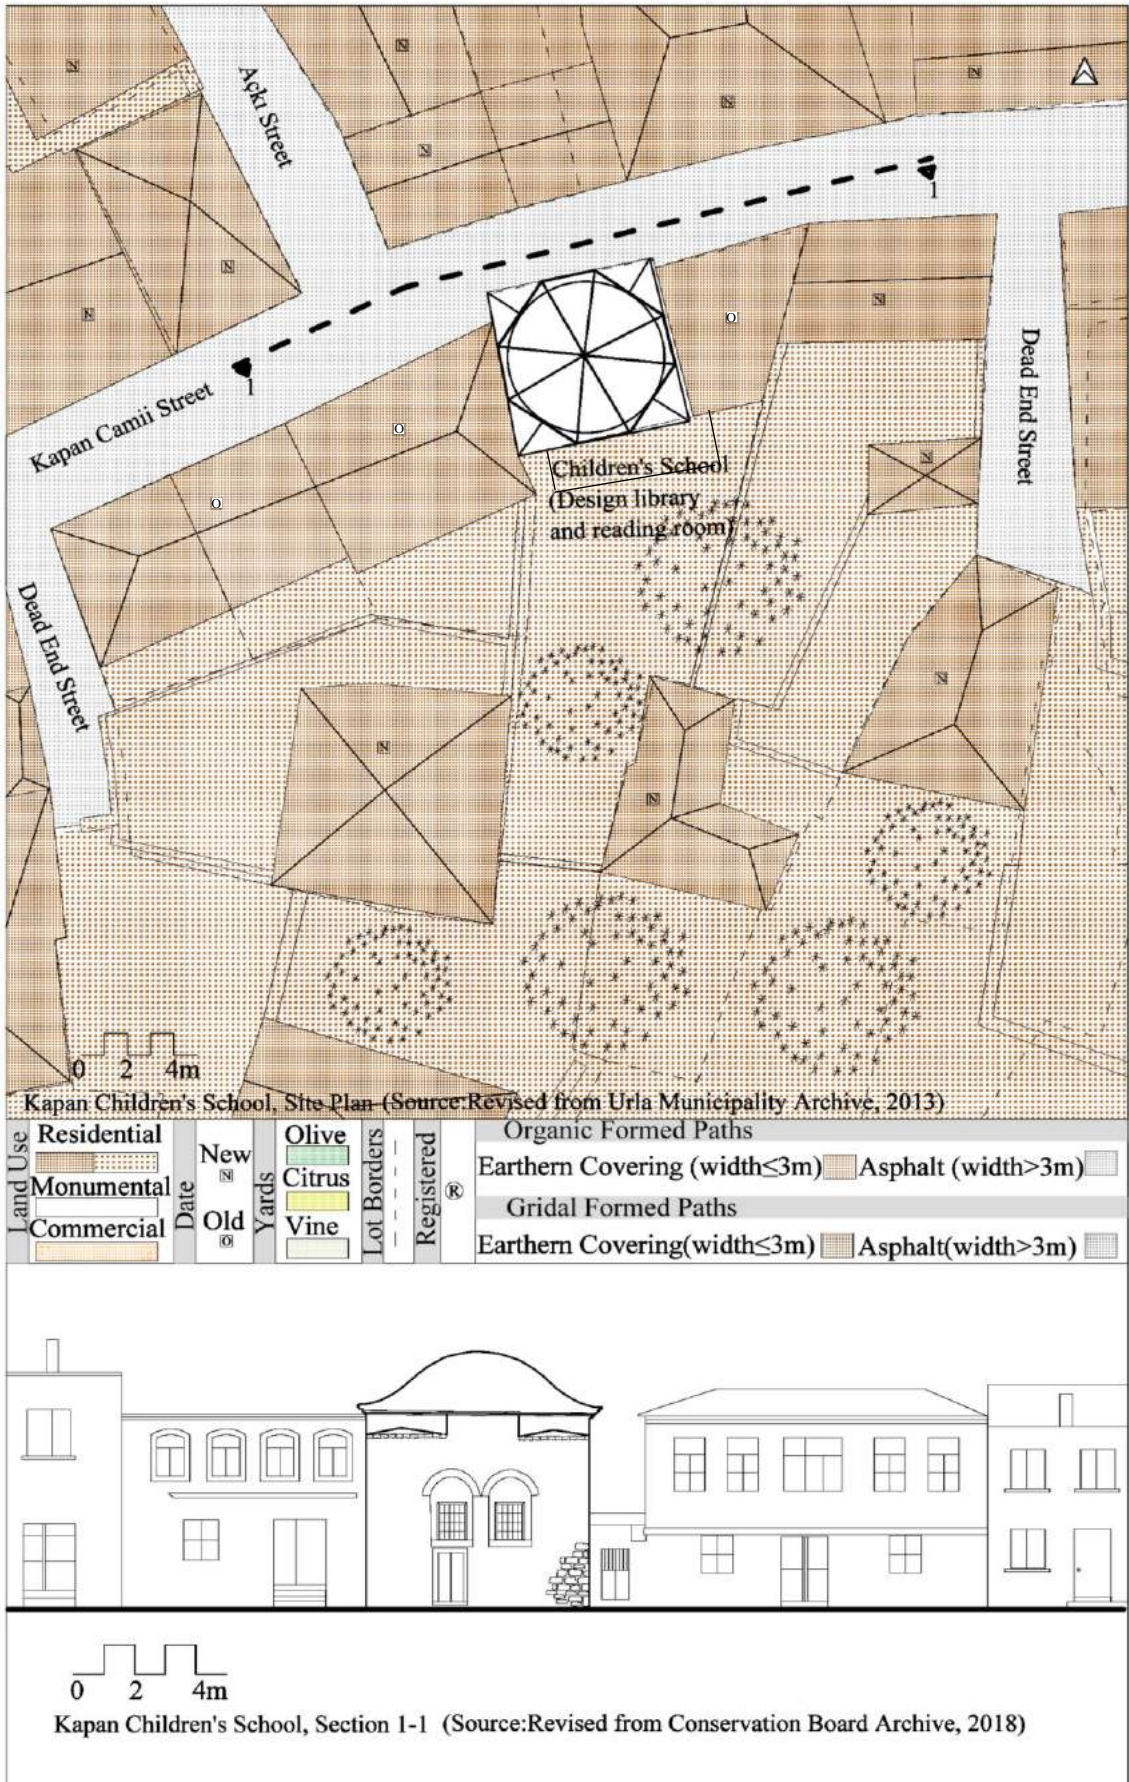 N
N
N
Açkı Street
N
N
1
N
N
O
N
1
Kapan Camii Street
O
N
O
Dead End Street
Children's School
(Design library
and reading room)
Dead End Street
N
N
N
0 2 4m
Kapan Children's School, Site Plan (Source:Revised from Urla Municipality Archive, 2013)
Land Use
Residential
Monumental
Commercial
Date
New
N
Old
O
Yards
Olive
Citrus
Vine
Lot Borders
Registered
®
Organic Formed Paths
Earthern Covering (width≤3m) Asphalt (width>3m)
Gridal Formed Paths
Earthern Covering(width≤3m) Asphalt(width>3m)
0 2 4m
Kapan Children's School, Section 1-1 (Source:Revised from Conservation Board Archive, 2018)